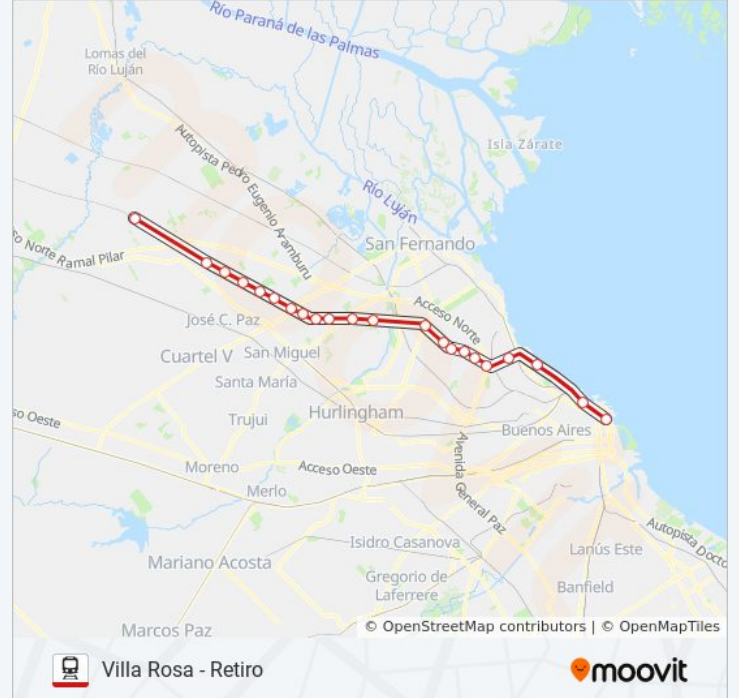 Río Paraná de las Palmas
Lomas del
Río Luján
Autopista Pedro Eugenio Aramburu
Isla Zárate
Río Luján
San Fernando
so Norte Ramal Pilar
Acceso Norte
José C. Paz
Cuartel V
San Miguel
Santa María
Hurlingham
so Oeste
Trujui
Buenos Aires
Avenida General Paz
Moreno
Acceso Oeste
Merlo
Autopista Docto
Isidro Casanova
Lanús Este
Mariano Acosta
Gregorio de
Laferrere
Banfield
Marcos Paz
© OpenStreetMap contributors | © OpenMapTiles
Villa Rosa - Retiro
moovit